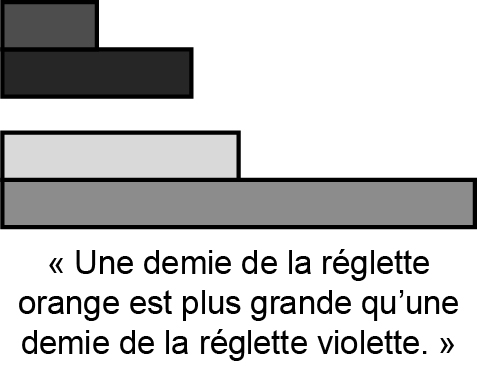 « Une demie de la réglette
orange est plus grande qu’une
demie de la réglette violette. »